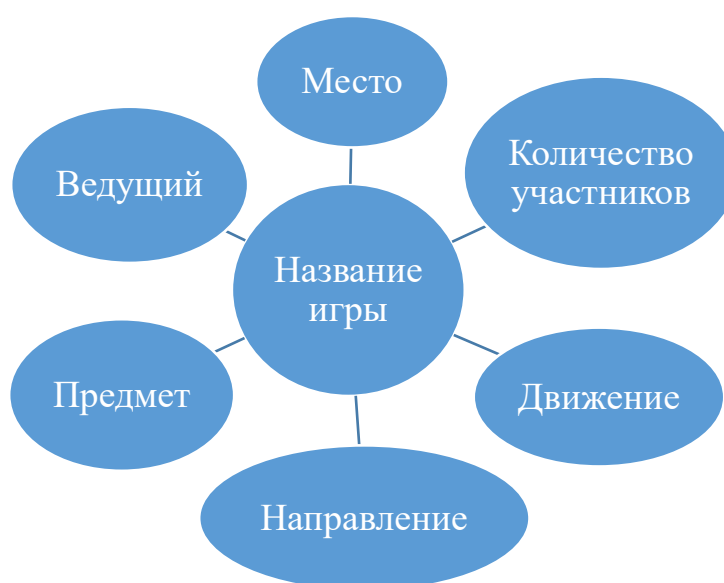 Место
Количество
участников
Ведущий
Название
игры
Предмет
Движение
Направление